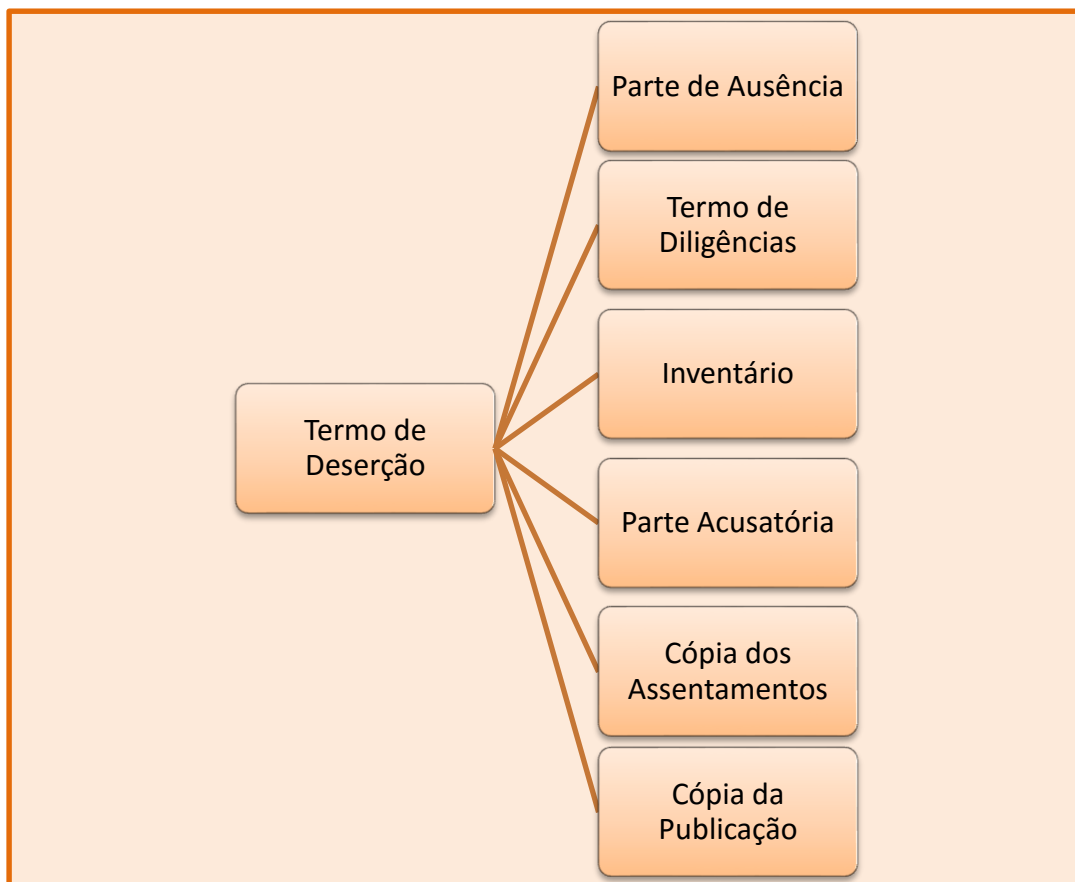 Parte de Ausência
Termo de
Diligências
Inventário
Termo de
Deserção
Parte Acusatória
Cópia dos
Assentamentos
Cópia da
Publicação